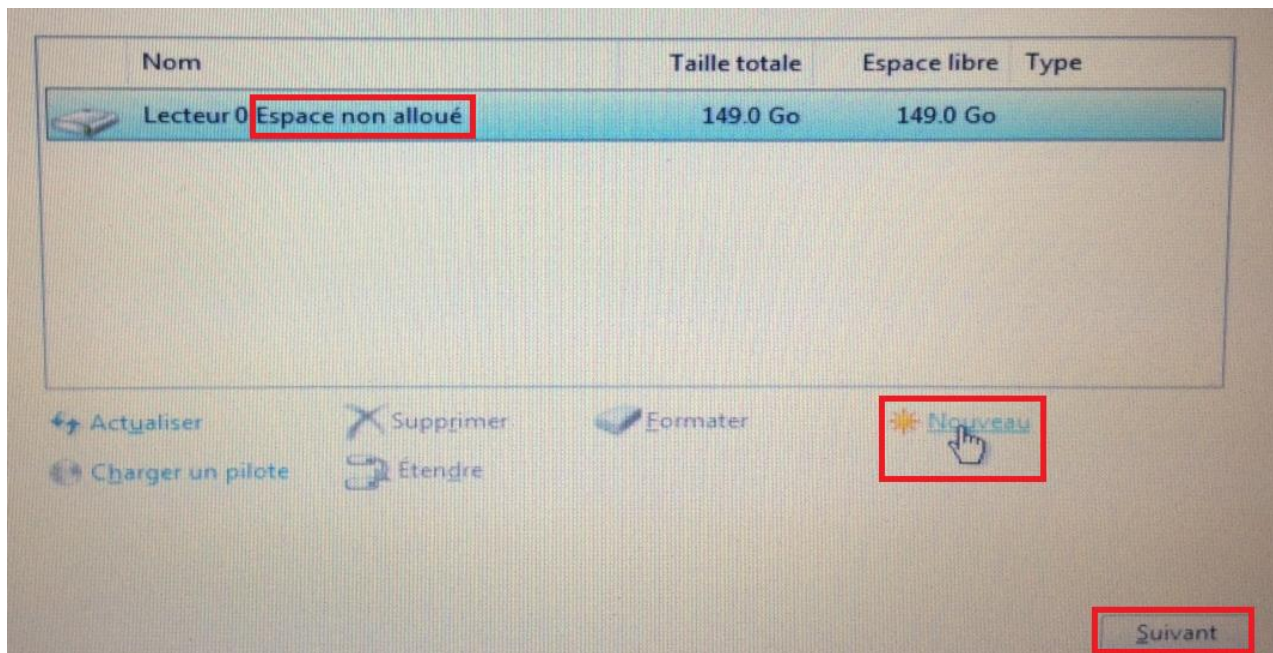 Nom Taille totale Espace libre Type
Lecteur 0 Espace non alloué 149.0 Go 149.0 Go
Actualiser Supprimer Formater Nouveau
Charger un pilote Étendre
Suivant